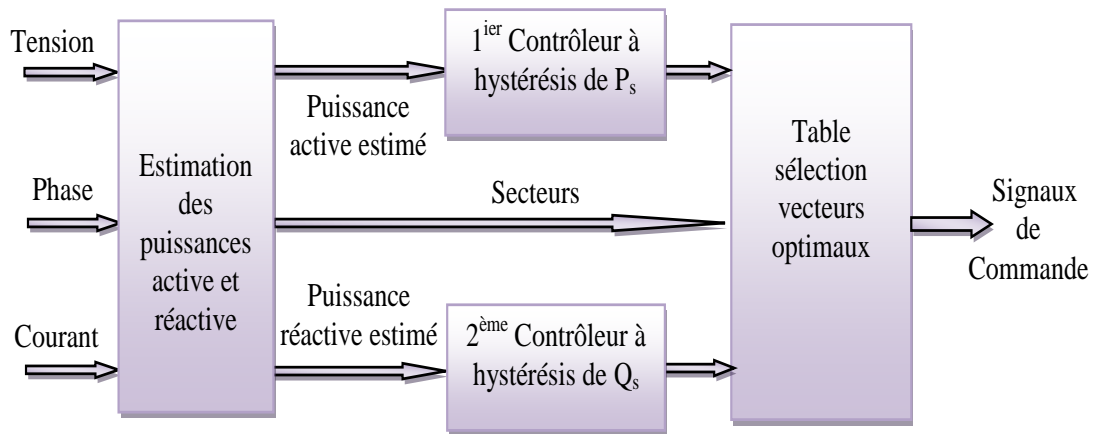 Tension
Phase
Courant
Estimation
des
puissances
active et
réactive
Puissance
active estimé
Secteurs
Puissance
réactive estimé
1ier Contrôleur à
hystérésis de Ps
2ème Contrôleur à
hystérésis de Qs
Table
sélection
vecteurs
optimaux
Signaux
de
Commande